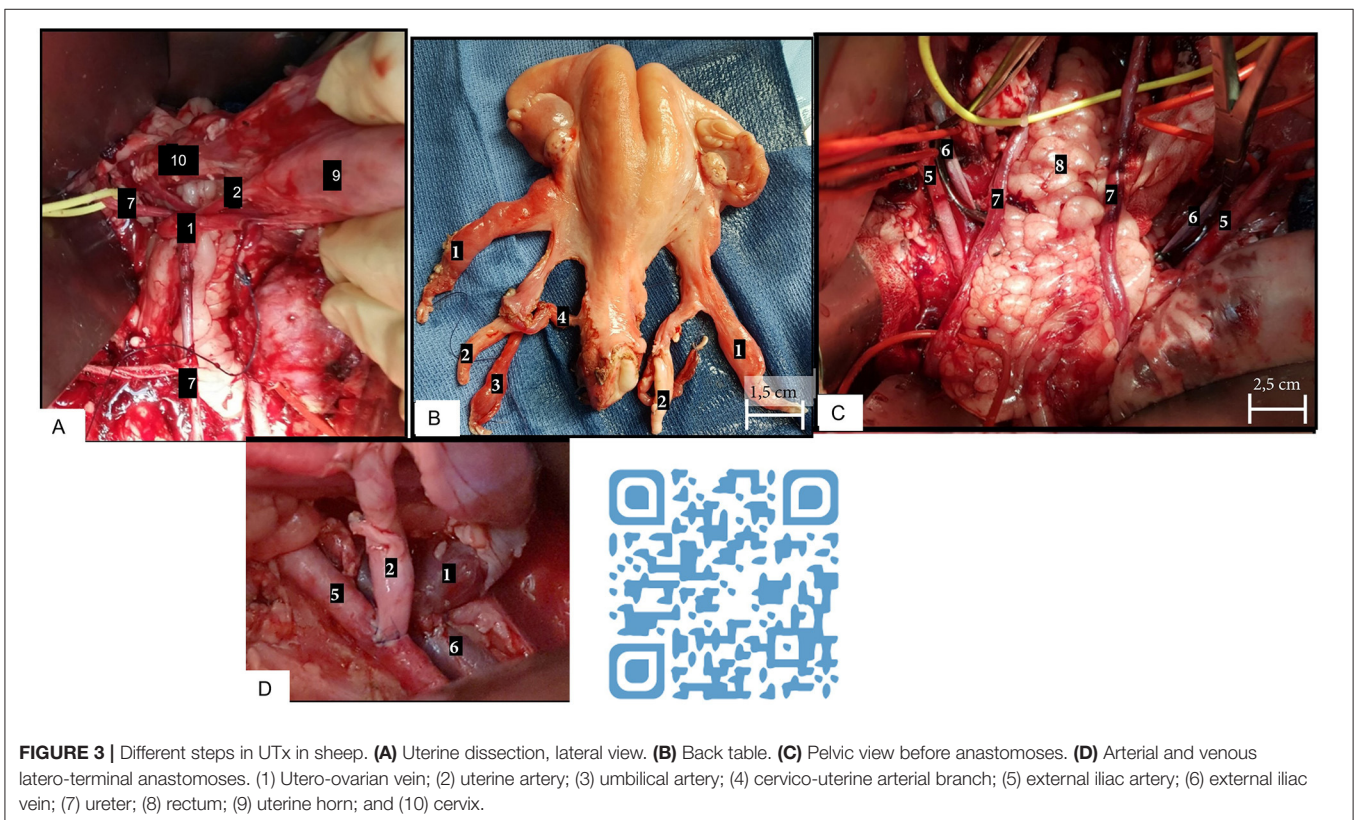 10
2
9
7
1
7
A
1
4
2
3
1
2
1,5 cm
B
6
5
8
7
7
6
5
2,5 cm
C
2
1
5
6
D
FIGURE 3 | Different steps in UTx in sheep. (A) Uterine dissection, lateral view. (B) Back table. (C) Pelvic view before anastomoses. (D) Arterial and venous
latero-terminal anastomoses. (1) Utero-ovarian vein; (2) uterine artery; (3) umbilical artery; (4) cervico-uterine arterial branch; (5) external iliac artery; (6) external iliac
vein; (7) ureter; (8) rectum; (9) uterine horn; and (10) cervix.